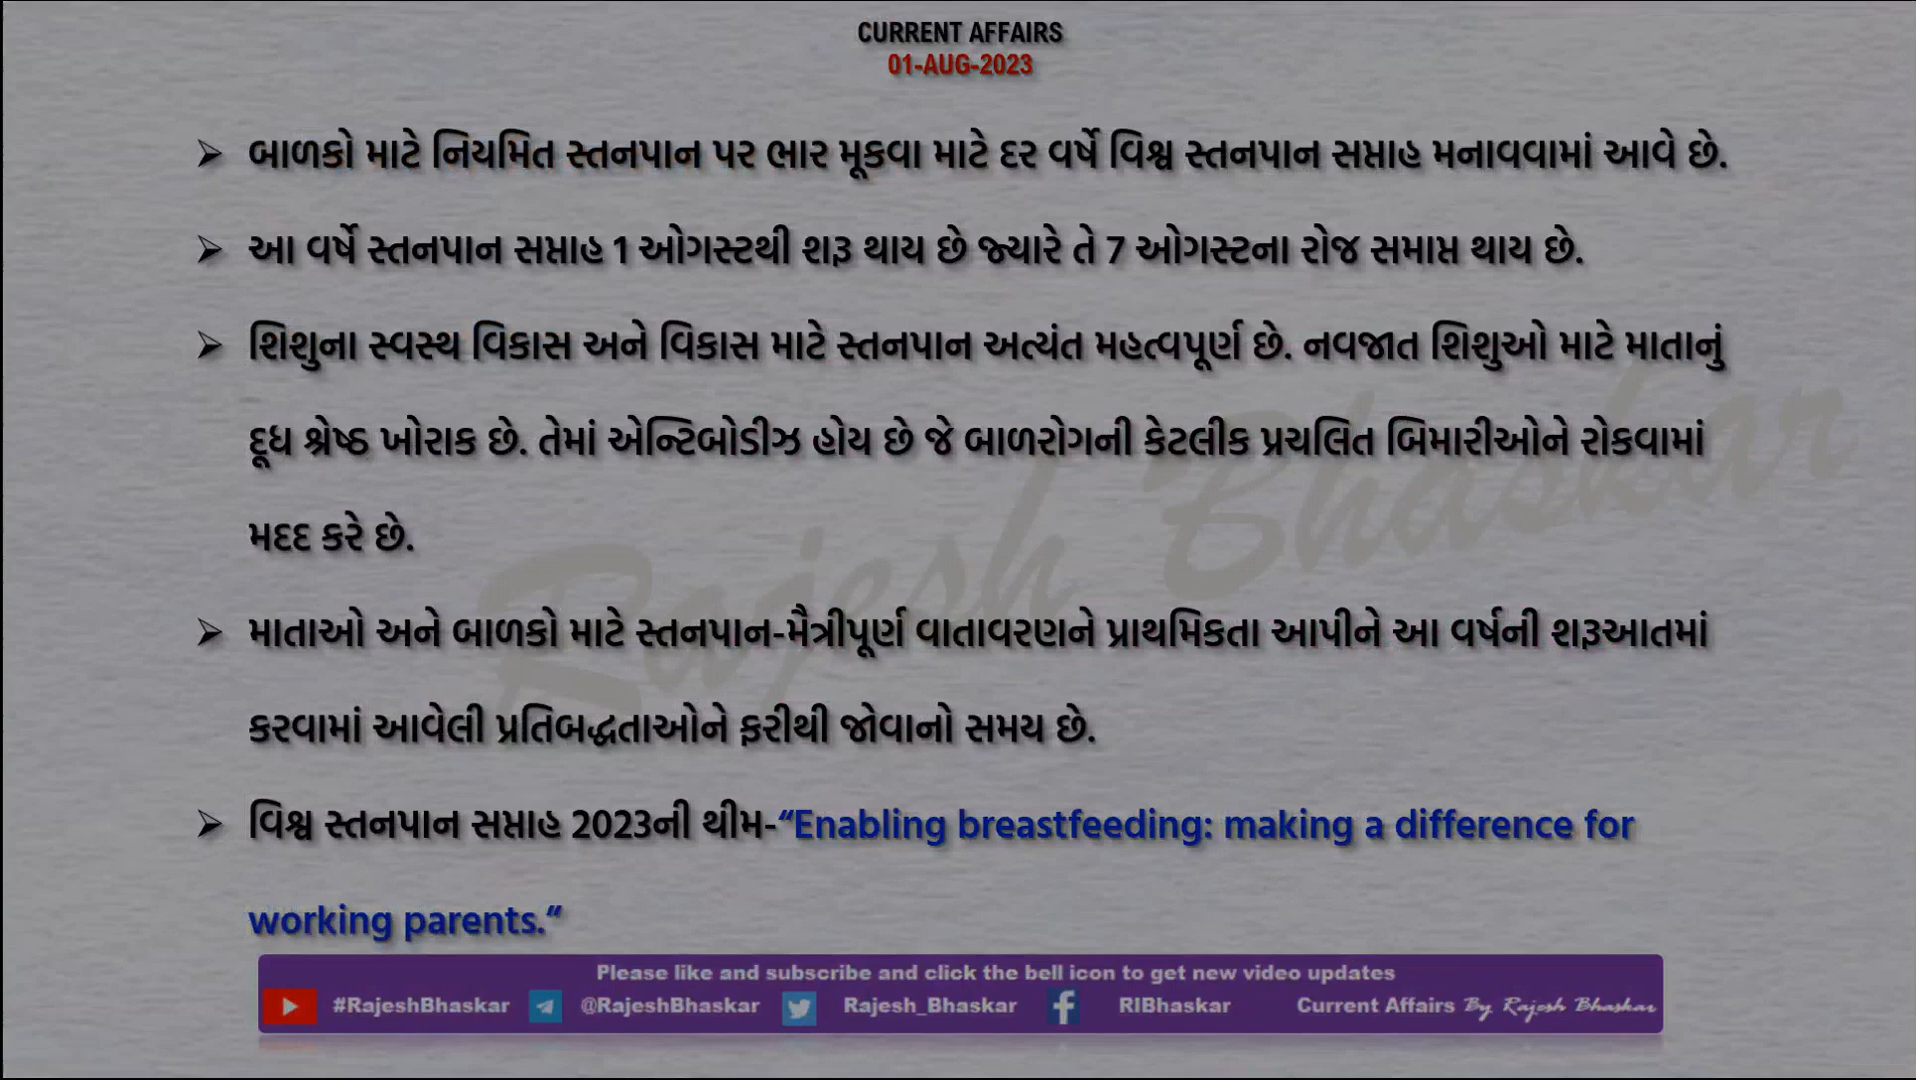 CURRENT AFFAIRS
01-AUG-2023
➢ બાળકો માટે નિયમિત સ્તનપાન પર ભાર મૂકવા માટે દર વર્ષે વિશ્વ સ્તનપાન સપ્તાહ મનાવવામાં આવે છે.
➢ આ વર્ષે સ્તનપાન સપ્તાહ 1 ઓગસ્ટથી શરૂ થાય છે જ્યારે તે 7 ઓગસ્ટના રોજ સમાપ્ત થાય છે.
➢ શિશુના સ્વસ્થ વિકાસ અને વિકાસ માટે સ્તનપાન અત્યંત મહત્વપૂર્ણ છે. નવજાત શિશુઓ માટે માતાનું
દૂધ શ્રેષ્ઠ ખોરાક છે. તેમાં એન્ટિબોડીઝ હોય છે જે બાળરોગની કેટલીક પ્રચલિત બિમારીઓને રોકવામાં
મદદ કરે છે.
➢ માતાઓ અને બાળકો માટે સ્તનપાન-મૈત્રીપૂર્ણ વાતાવરણને પ્રાથમિકતા આપીને આ વર્ષની શરૂઆતમાં
કરવામાં આવેલી પ્રતિબદ્ધતાઓને ફરીથી જોવાનો સમય છે.
➢ વિશ્વ સ્તનપાન સપ્તાહ 2023ની થીમ-“Enabling breastfeeding: making a difference for
working parents.“
Rajesh Bhaskar
Please like and subscribe and click the bell icon to get new video updates
#RajeshBhaskar @RajeshBhaskar Rajesh_Bhaskar RIBhaskar Current Affairs By Rajesh Bhaskar